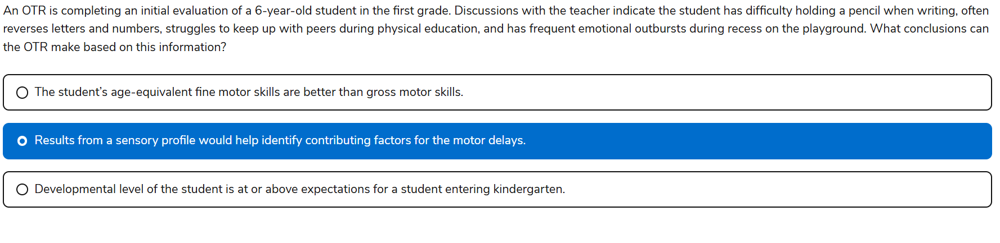 An OTR is completing an initial evaluation of a 6-year-old student in the first grade. Discussions with the teacher indicate the student has difficulty holding a pencil when writing, often
reverses letters and numbers, struggles to keep up with peers during physical education, and has frequent emotional outbursts during recess on the playground. What conclusions can
the OTR make based on this information?
The student’s age-equivalent fine motor skills are better than gross motor skills.
Results from a sensory profile would help identify contributing factors for the motor delays.
Developmental level of the student is at or above expectations for a student entering kindergarten.